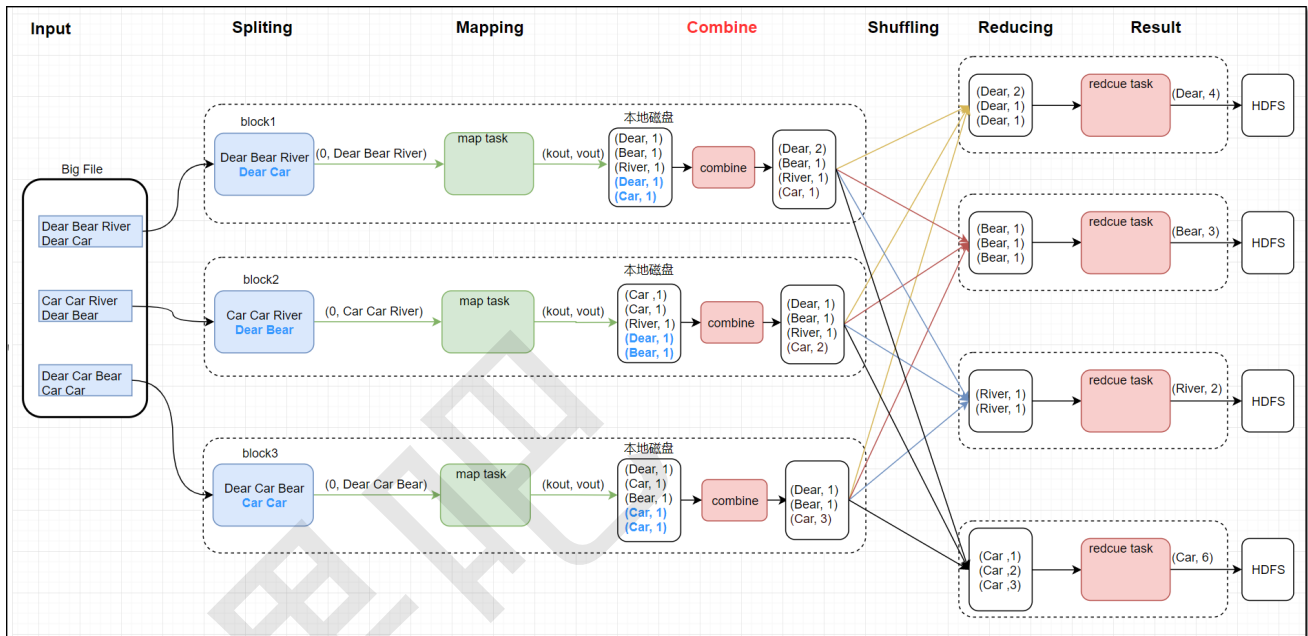 Input
Spliting
Mapping
Combine
Shuffling
Reducing
Result
Big File
Dear Bear River
Dear Car
Car Car River
Dear Bear
Dear Car Bear
Car Car
block1
Dear Bear River
Dear Car
(0, Dear Bear River)
map task
(kout, vout)
本地磁盘
(Dear, 1)
(Bear, 1)
(River, 1)
(Dear, 1)
(Car, 1)
combine
(Dear, 2)
(Bear, 1)
(River, 1)
(Car, 1)
block2
Car Car River
Dear Bear
(0, Car Car River)
map task
(kout, vout)
本地磁盘
(Car ,1)
(Car, 1)
(River, 1)
(Dear, 1)
(Bear, 1)
combine
(Dear, 1)
(Bear, 1)
(River, 1)
(Car, 2)
block3
Dear Car Bear
Car Car
(0, Dear Car Bear)
map task
(kout, vout)
本地磁盘
(Dear, 1)
(Car, 1)
(Bear, 1)
(Car, 1)
(Car, 1)
combine
(Dear, 1)
(Bear, 1)
(Car, 3)
(Dear, 2)
(Dear, 1)
(Dear, 1)
redcue task
(Dear, 4)
HDFS
(Bear, 1)
(Bear, 1)
(Bear, 1)
redcue task
(Bear, 3)
HDFS
(River, 1)
(River, 1)
redcue task
(River, 2)
HDFS
(Car ,1)
(Car ,2)
(Car ,3)
redcue task
(Car, 6)
HDFS